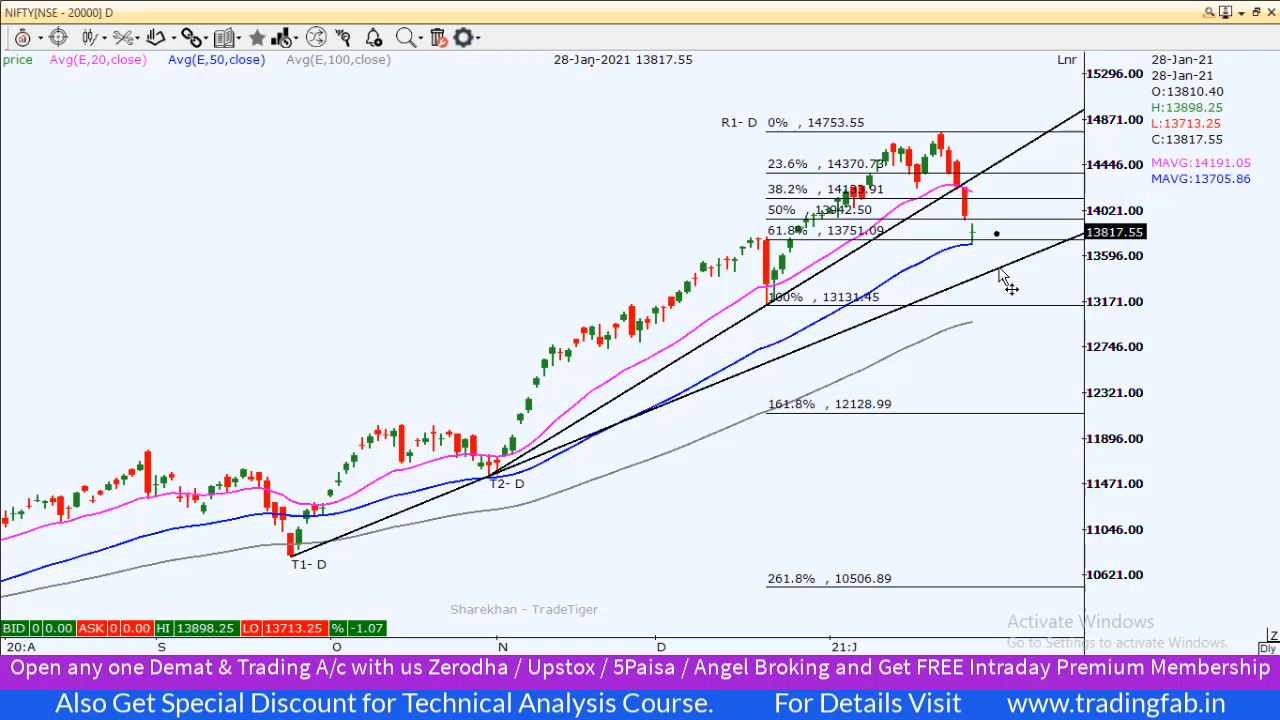 NIFTY[NSE - 20000] D
price Avg(E,20,close) Avg(E,50,close) Avg(E,100,close) 28-Jan-2021 13817.55 Lnr
28-Jan-21
28-Jan-21
O:13810.40
H:13898.25
L:13713.25
C:13817.55
MAVG:14191.05
MAVG:13705.86
15296.00
14871.00
14446.00
14021.00
13817.55
13596.00
13171.00
12746.00
12321.00
11896.00
11471.00
11046.00
10621.00
R1- D 0% , 14753.55
23.6% , 14370.73
38.2% , 14133.91
50% , 13942.50
61.8% , 13751.09
100% , 13131.45
161.8% , 12128.99
261.8% , 10506.89
T2- D
T1- D
Sharekhan - TradeTiger
Activate Windows
Go to Settings to activate Windows.
BID 0 0.00 ASK 0 0.00 HI 13898.25 LO 13713.25 % -1.07
20:A S O N D 21:J
Z
Dly
Open any one Demat & Trading A/c with us Zerodha / Upstox / 5Paisa / Angel Broking and Get FREE Intraday Premium Membership
Also Get Special Discount for Technical Analysis Course. For Details Visit www.tradingfab.in